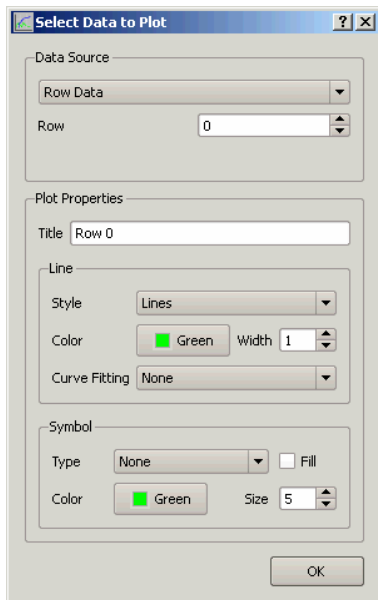 Select Data to Plot
Data Source
Row Data
Row 0
Plot Properties
Title Row 0
Line
Style Lines
Color Green Width 1
Curve Fitting None
Symbol
Type None Fill
Color Green Size 5
OK